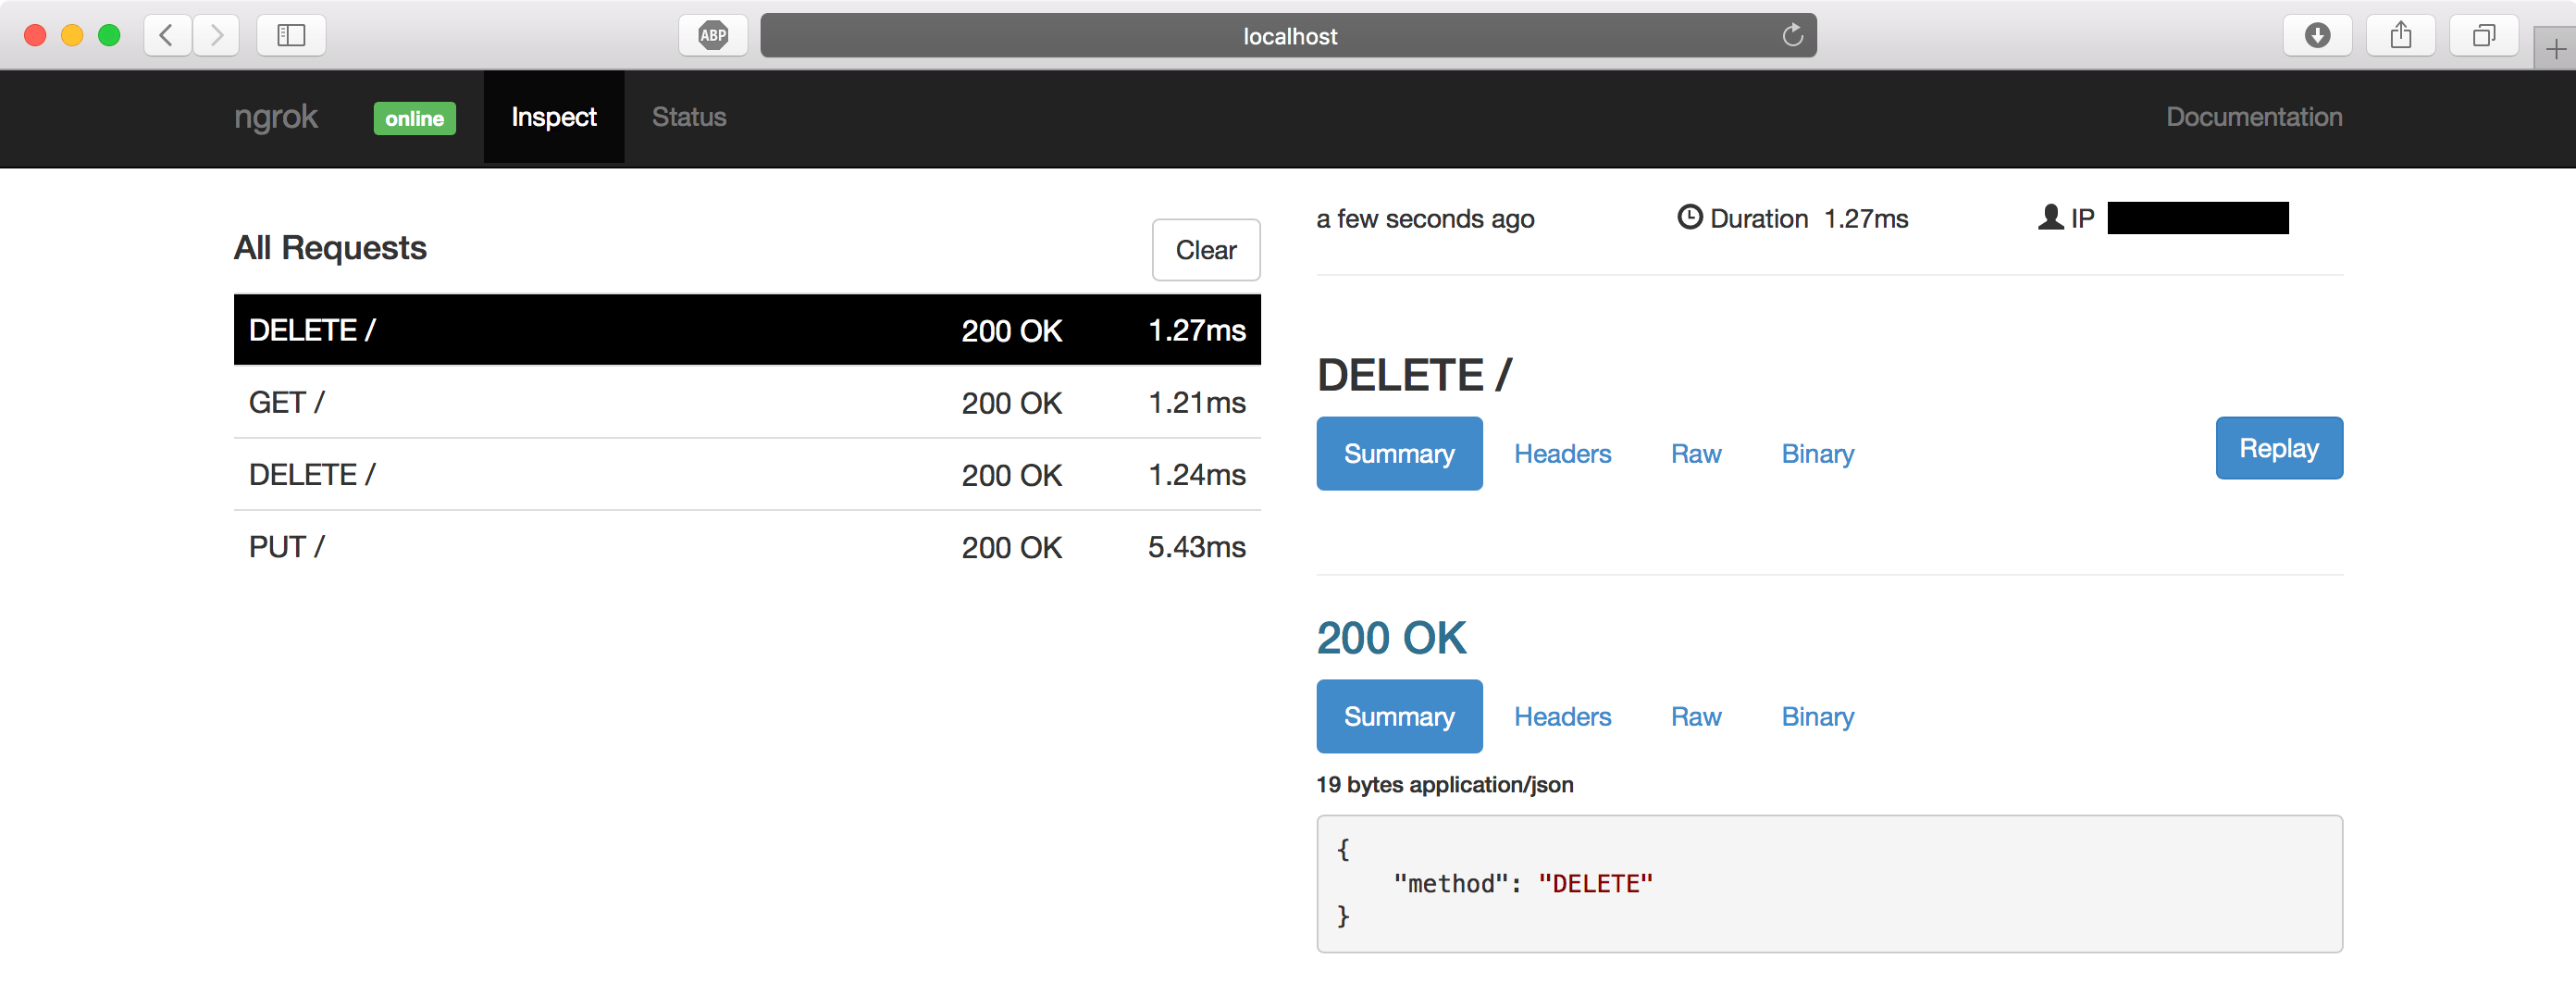 ABP
localhost
ngrok online Inspect Status Documentation
All Requests
Clear
DELETE / 200 OK 1.27ms
GET / 200 OK 1.21ms
DELETE / 200 OK 1.24ms
PUT / 200 OK 5.43ms
a few seconds ago Duration 1.27ms IP
DELETE /
Summary Headers Raw Binary Replay
200 OK
Summary Headers Raw Binary
19 bytes application/json
{
"method": "DELETE"
}